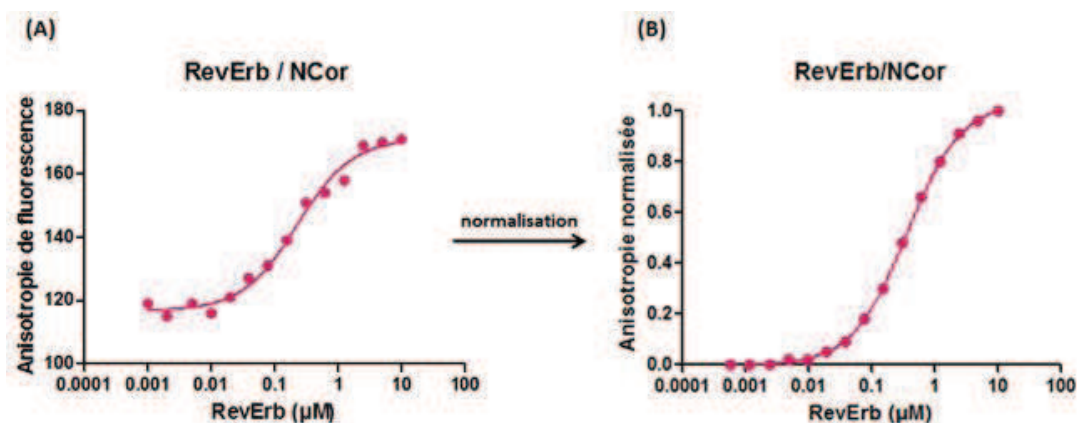 (A)
RevErb / NCor
Anisotropie de fluorescence
180
160
140
120
100
0.0001 0.001 0.01 0.1 1 10 100
RevErb (µM)
normalisation
(B)
RevErb/NCor
Anisotropie normalisée
1.0
0.8
0.6
0.4
0.2
0.0
0.0001 0.01 0.1 1 10 100
RevErb (µM)